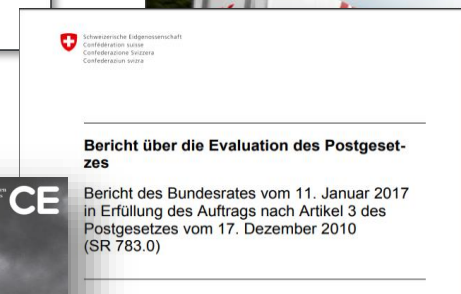 Schweizerische Eidgenossenschaft
Confédération suisse
Confederazione Svizzera
Confederaziun svizra
Bericht über die Evaluation des Postgeset-
zes
Bericht des Bundesrates vom 11. Januar 2017
in Erfüllung des Auftrags nach Artikel 3 des
Postgesetzes vom 17. Dezember 2010
(SR 783.0)
CE